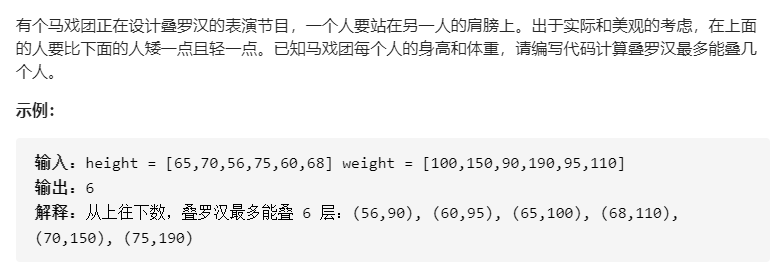 有个马戏团正在设计叠罗汉的表演节目，一个人要站在另一人的肩膀上。出于实际和美观的考虑，在上面
的人要比下面的人矮一点且轻一点。已知马戏团每个人的身高和体重，请编写代码计算叠罗汉最多能叠几
个人。
示例：
输入：height = [65,70,56,75,60,68] weight = [100,150,90,190,95,110]
输出：6
解释：从上往下数，叠罗汉最多能叠 6 层：(56,90), (60,95), (65,100), (68,110),
(70,150), (75,190)